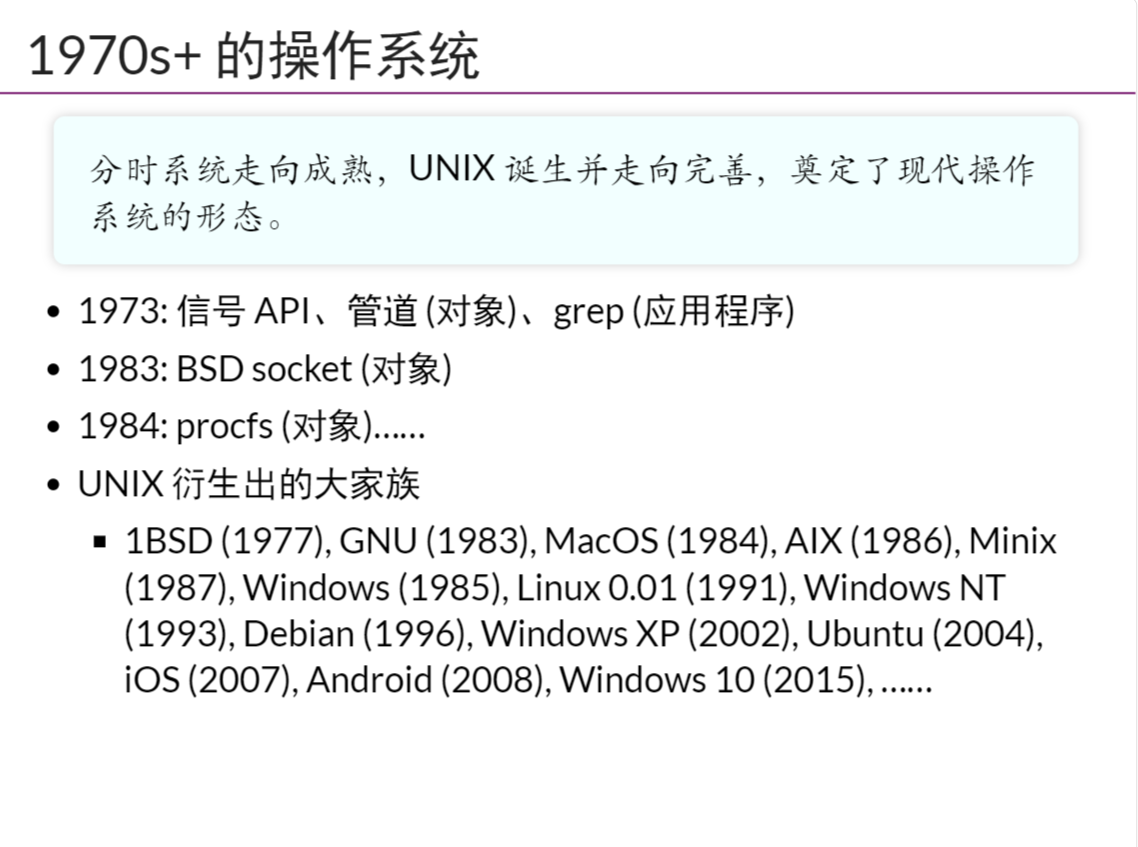 1970s+ 的操作系统
分时系统走向成熟，UNIX 诞生并走向完善，奠定了现代操作
系统的形态。
• 1973: 信号 API、管道 (对象)、grep (应用程序)
• 1983: BSD socket (对象)
• 1984: procfs (对象)……
• UNIX 衍生出的大家族
▪ 1BSD (1977), GNU (1983), MacOS (1984), AIX (1986), Minix
(1987), Windows (1985), Linux 0.01 (1991), Windows NT
(1993), Debian (1996), Windows XP (2002), Ubuntu (2004),
iOS (2007), Android (2008), Windows 10 (2015), ……